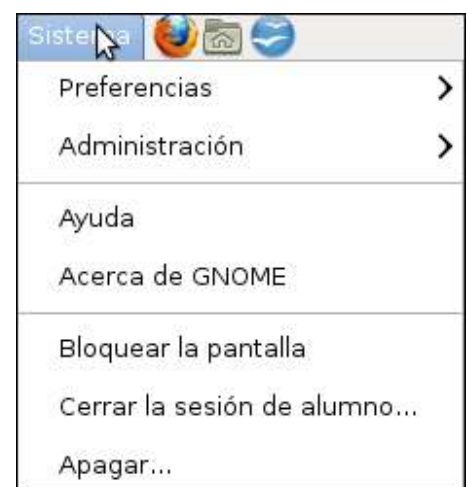 Sistema
Preferencias
Administración
Ayuda
Acerca de GNOME
Bloquear la pantalla
Cerrar la sesión de alumno...
Apagar...